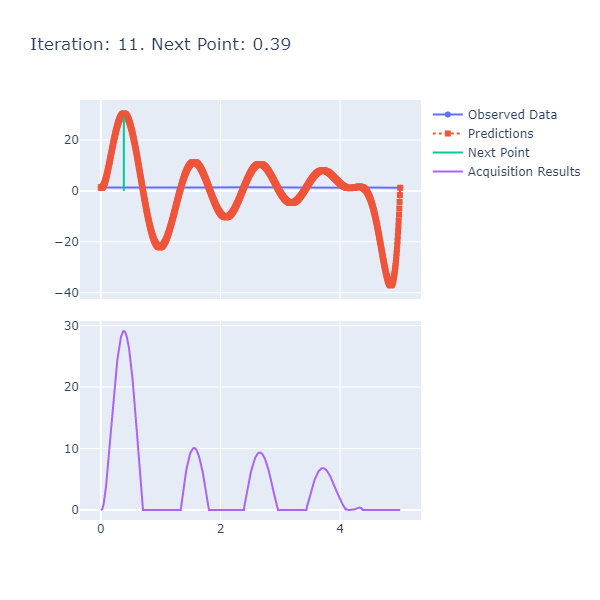 Iteration: 11. Next Point: 0.39
Observed Data
Predictions
Next Point
Acquisition Results
20
0
−20
−40
30
20
10
0
0 2 4